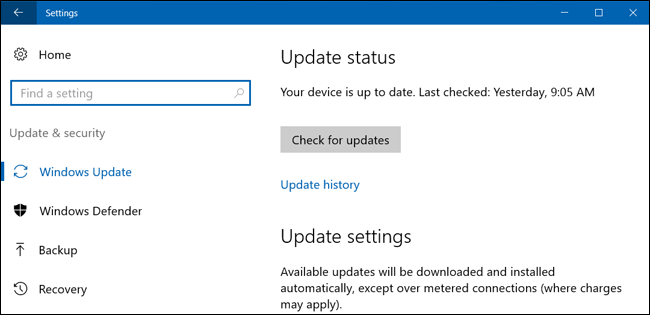 Settings
Home
Find a setting
Update & security
Windows Update
Windows Defender
Backup
Recovery
Update status
Your device is up to date. Last checked: Yesterday, 9:05 AM
Check for updates
Update history
Update settings
Available updates will be downloaded and installed
automatically, except over metered connections (where charges
may apply).